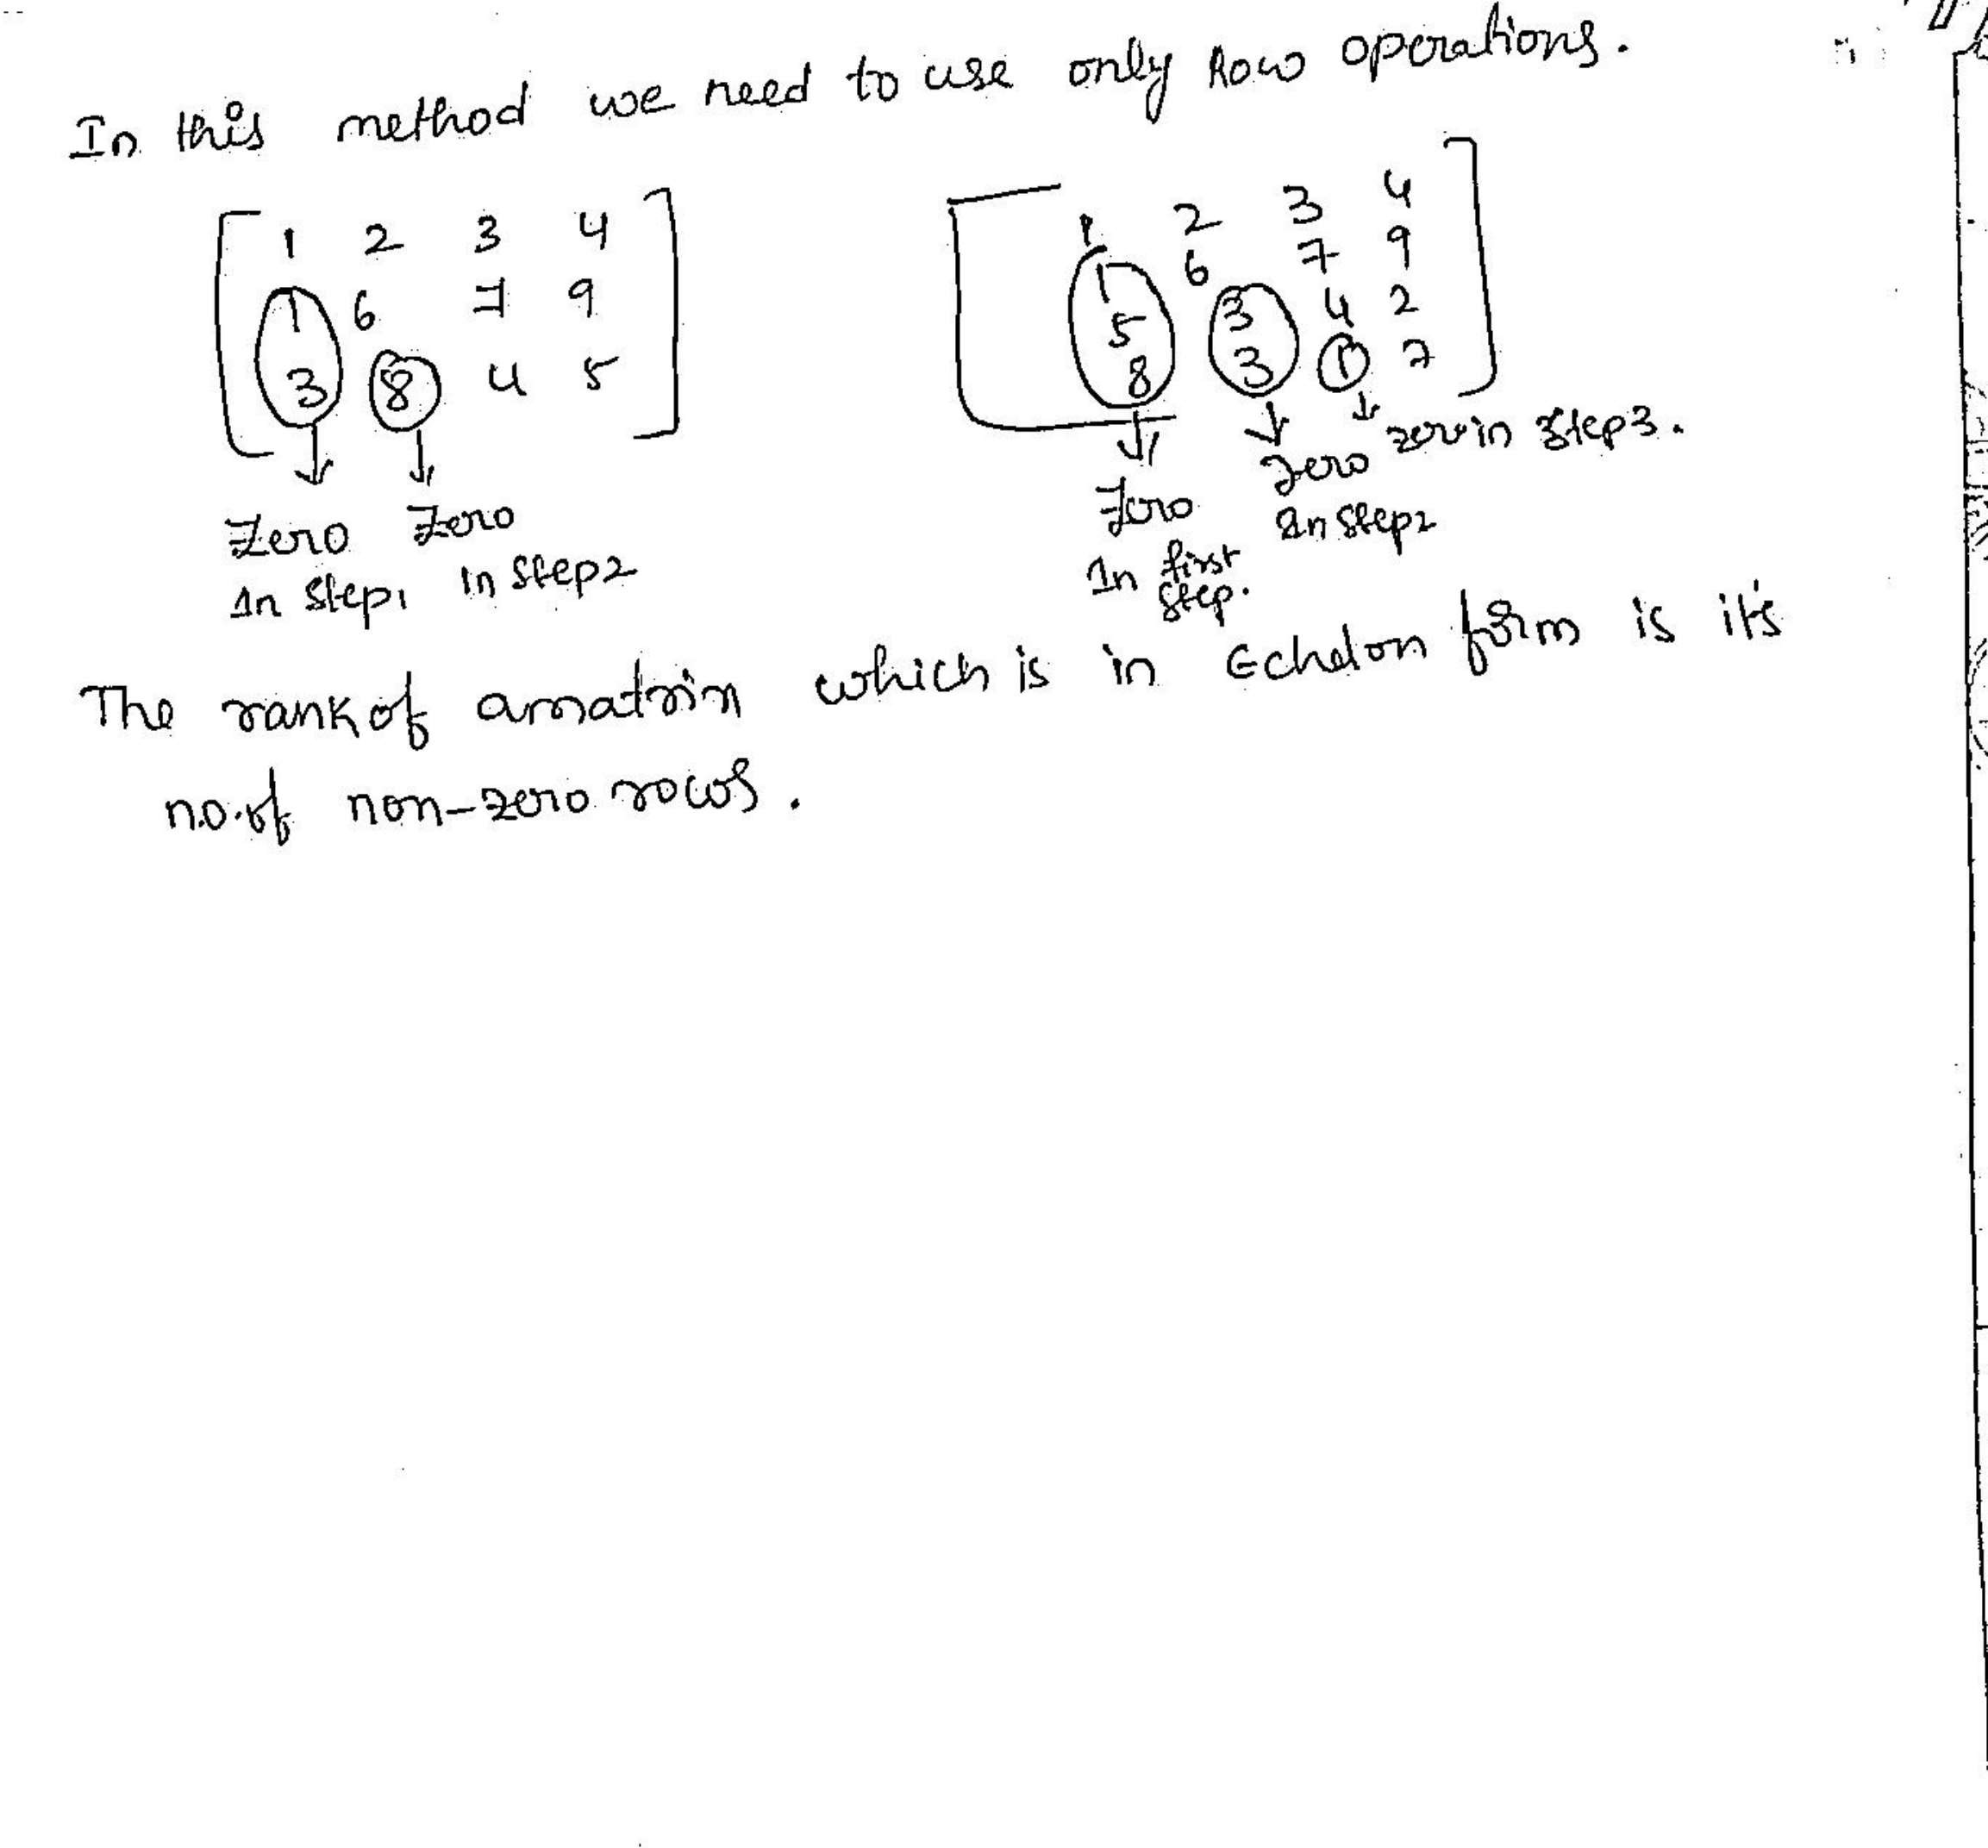 In this method we need to use only Row operations.
1 2 3 4
1 6 7 9
3 8 4 5
1 2 3 4
1 6 7 9
5 3 4 2
8 3 1 7
Zero Zero
In Step1 In Step2
Zero Zero zero in Step3.
In first step. In Step2
The rank of a matrix which is in Echelon form is it's
no.of non-zero rows.